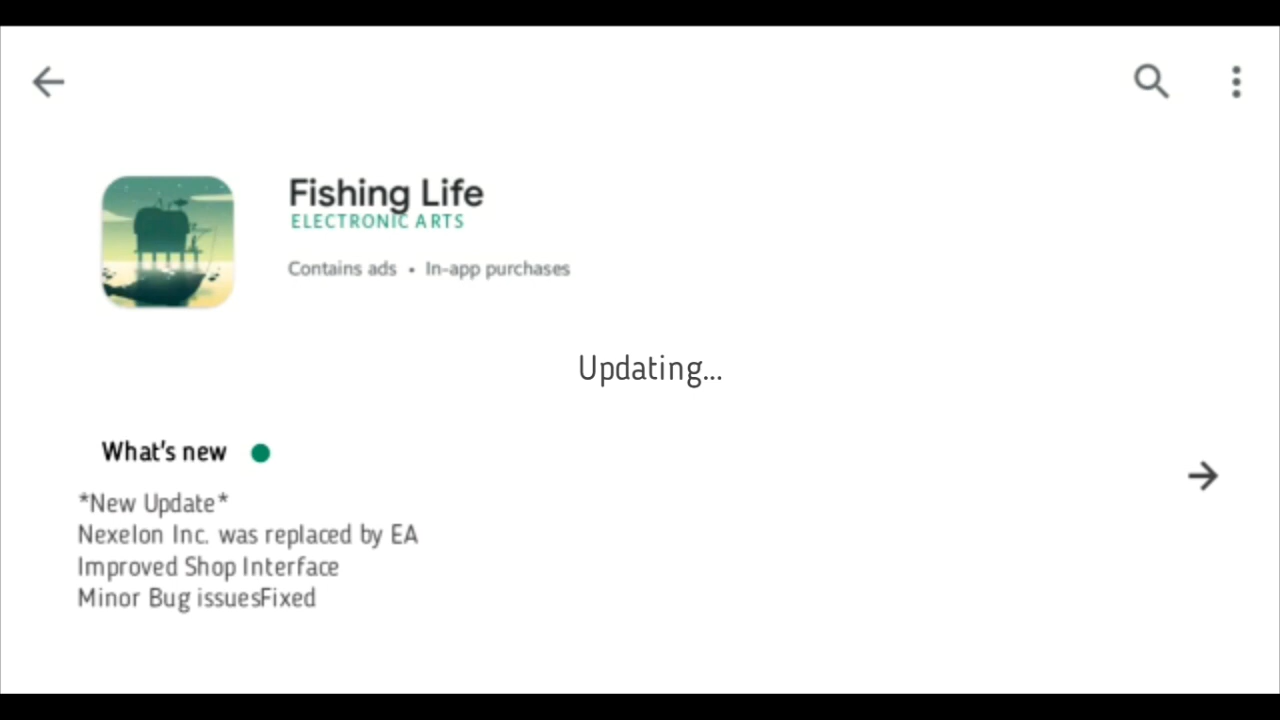 Fishing Life
ELECTRONIC ARTS
Contains ads • In-app purchases
Updating...
What's new
*New Update*
Nexelon Inc. was replaced by EA
Improved Shop Interface
Minor Bug issuesFixed